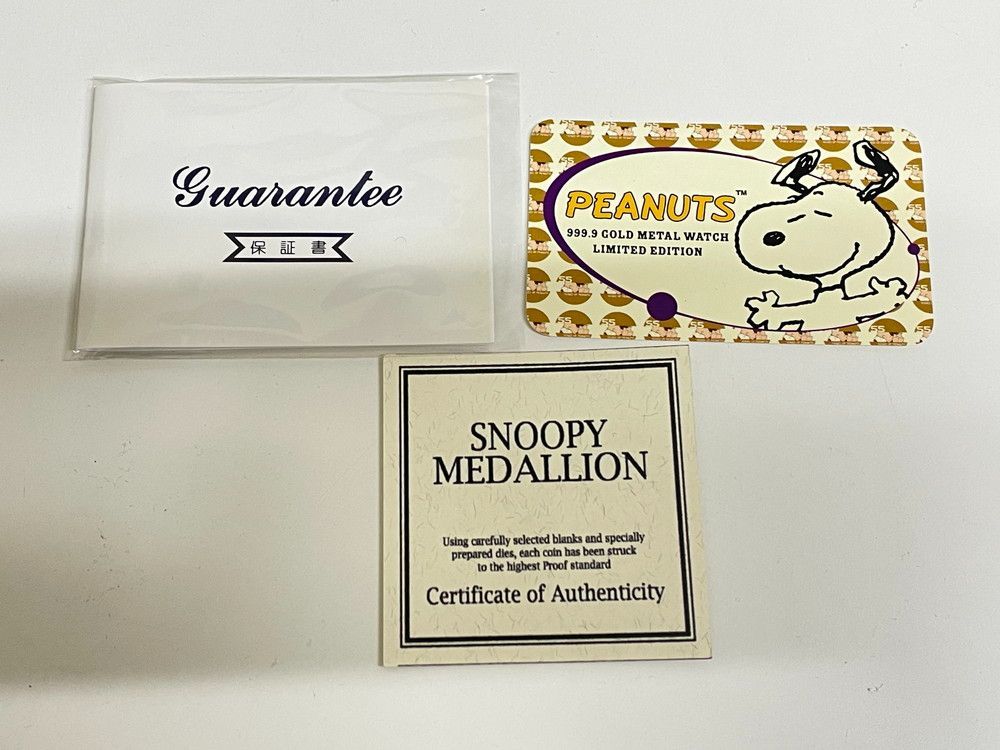 Guarantee
保証書
PEANUTS™
999.9 GOLD METAL WATCH
LIMITED EDITION
SNOOPY
MEDALLION
Using carefully selected blanks and specially
prepared dies, each coin has been struck
to the highest Proof standard
Certificate of Authenticity